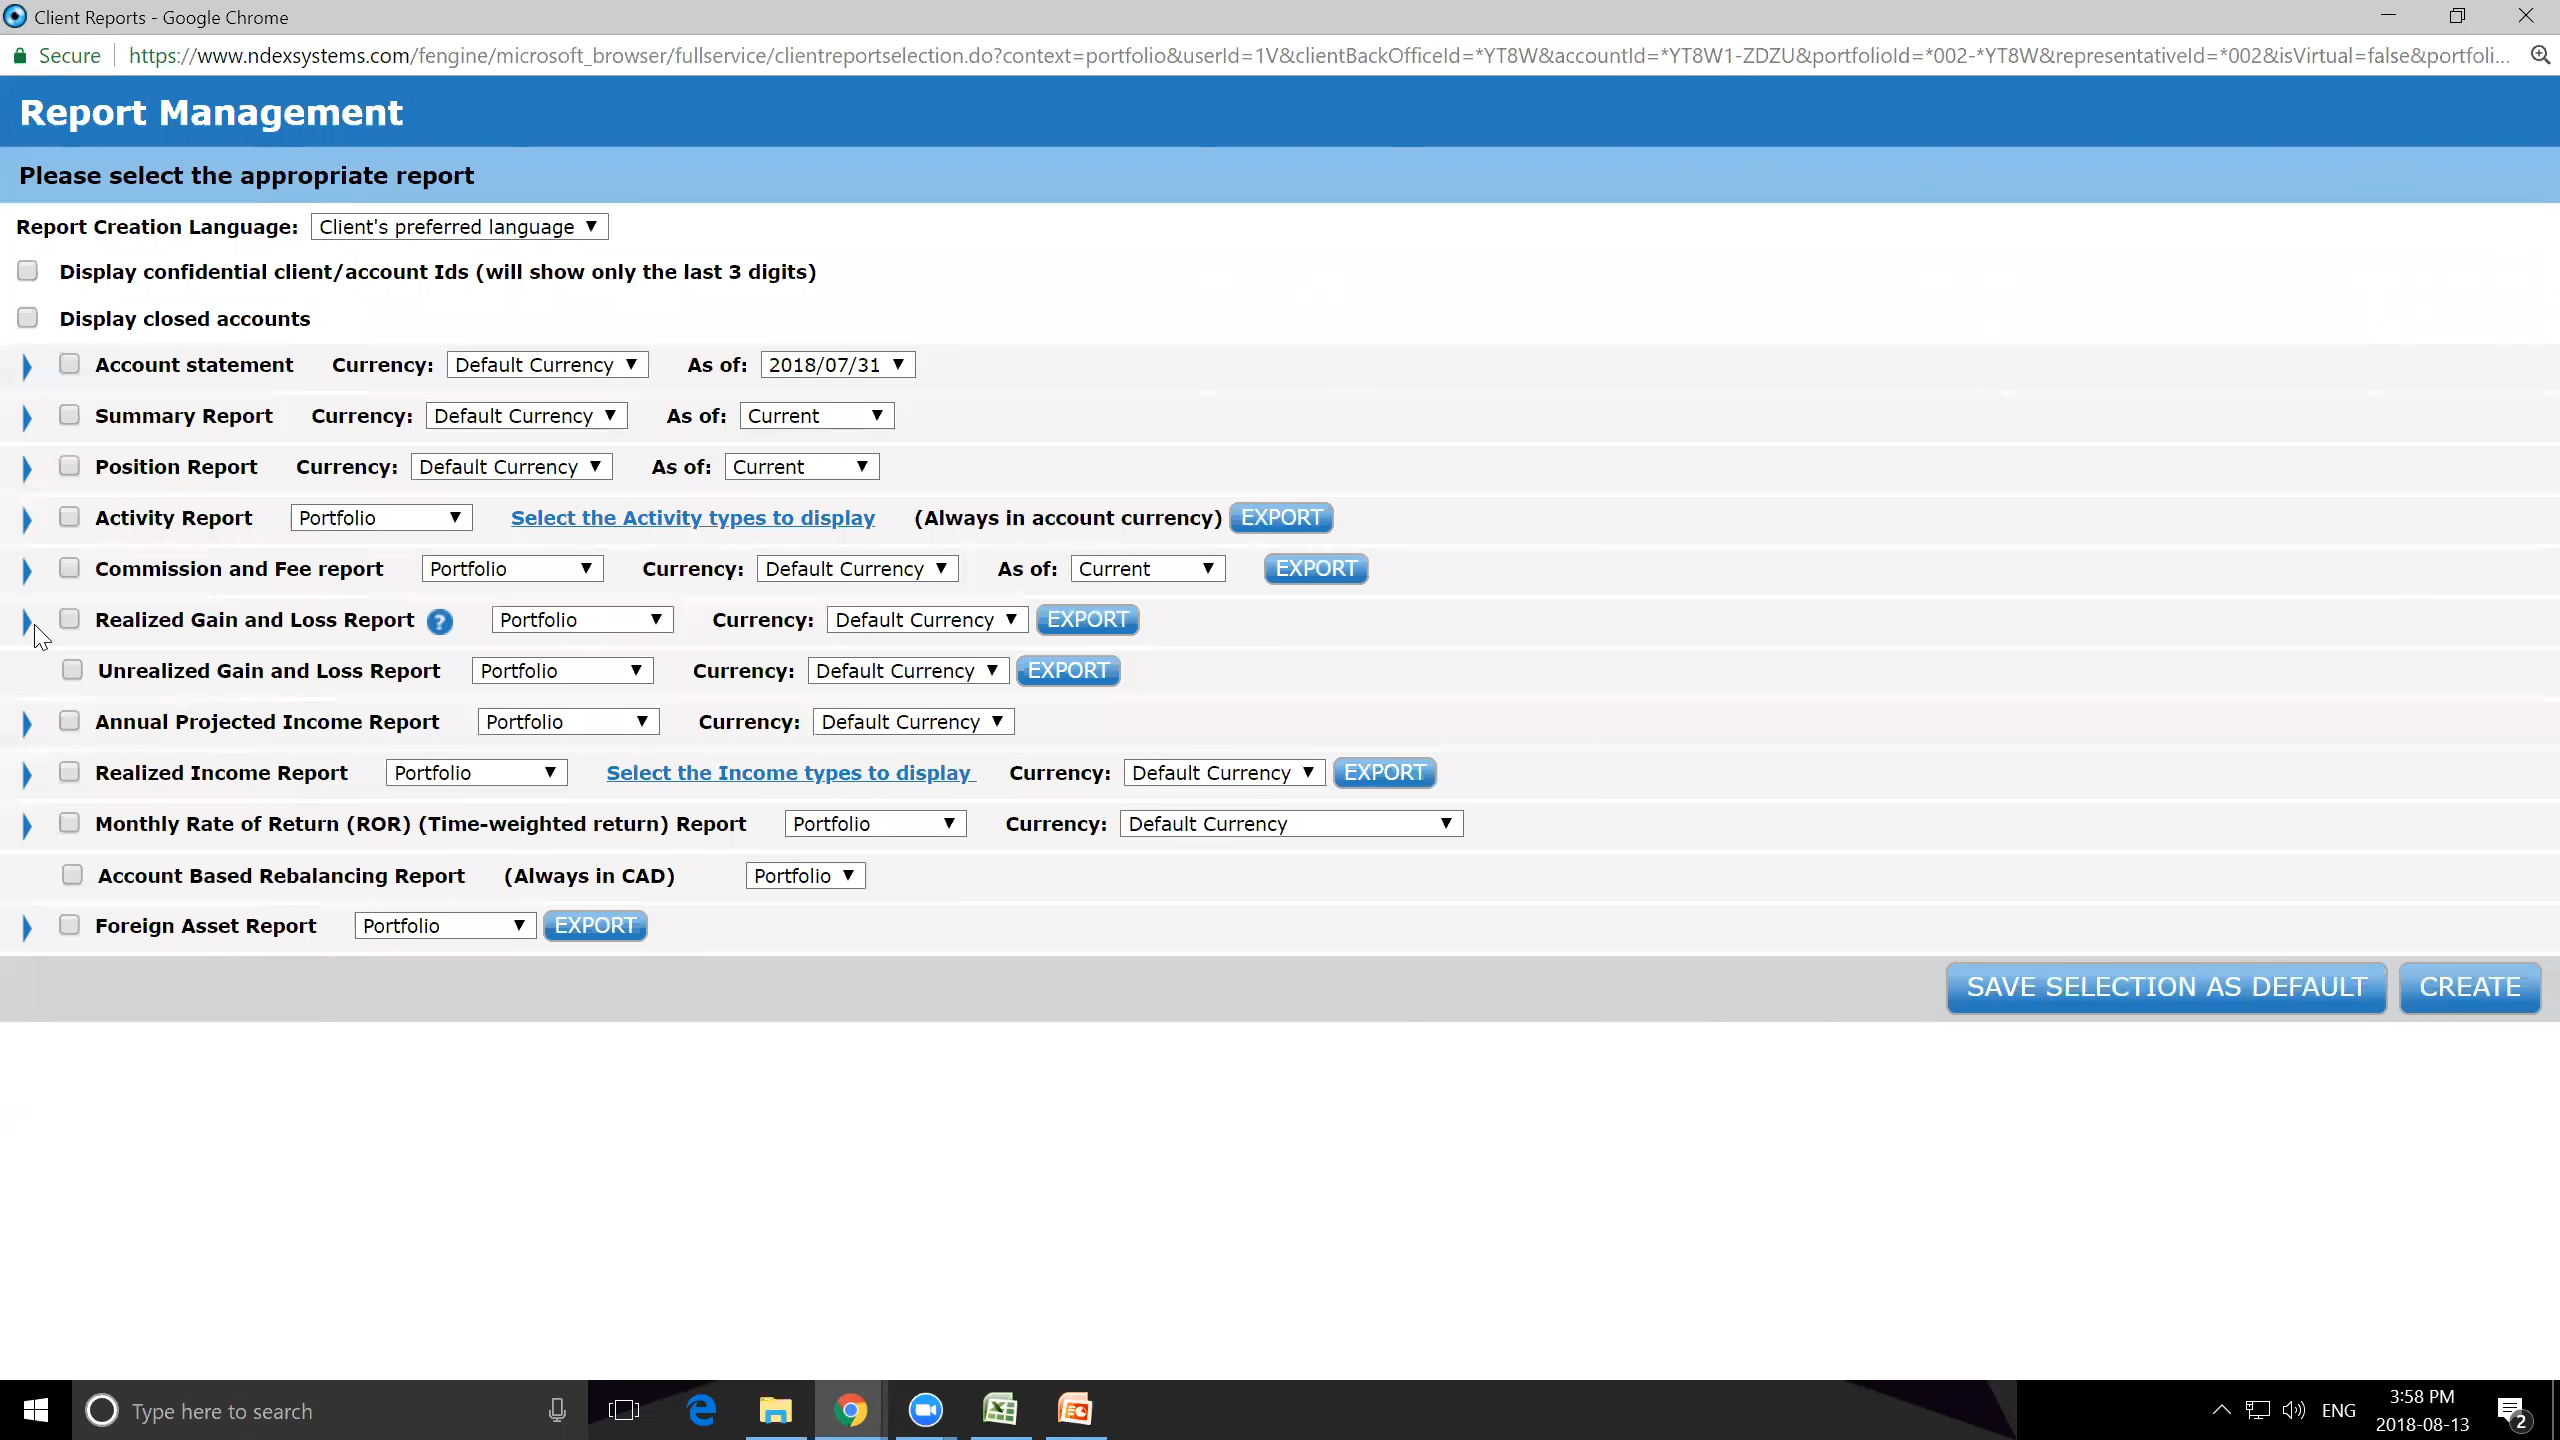 Client Reports - Google Chrome
Secure https://www.ndexsystems.com/fengine/microsoft_browser/fullservice/clientreportselection.do?context=portfolio&userId=1V&clientBackOfficeId=*YT8W&accountId=*YT8W1-ZDZU&portfolioId=*002-*YT8W&representativeId=*002&isVirtual=false&portfoli...
Report Management
Please select the appropriate report
Report Creation Language: Client's preferred language
Display confidential client/account Ids (will show only the last 3 digits)
Display closed accounts
Account statement Currency: Default Currency As of: 2018/07/31
Summary Report Currency: Default Currency As of: Current
Position Report Currency: Default Currency As of: Current
Activity Report Portfolio Select the Activity types to display (Always in account currency) EXPORT
Commission and Fee report Portfolio Currency: Default Currency As of: Current EXPORT
Realized Gain and Loss Report ? Portfolio Currency: Default Currency EXPORT
Unrealized Gain and Loss Report Portfolio Currency: Default Currency EXPORT
Annual Projected Income Report Portfolio Currency: Default Currency
Realized Income Report Portfolio Select the Income types to display Currency: Default Currency EXPORT
Monthly Rate of Return (ROR) (Time-weighted return) Report Portfolio Currency: Default Currency
Account Based Rebalancing Report (Always in CAD) Portfolio
Foreign Asset Report Portfolio EXPORT
SAVE SELECTION AS DEFAULT CREATE
Type here to search
ENG
3:58 PM
2018-08-13
2